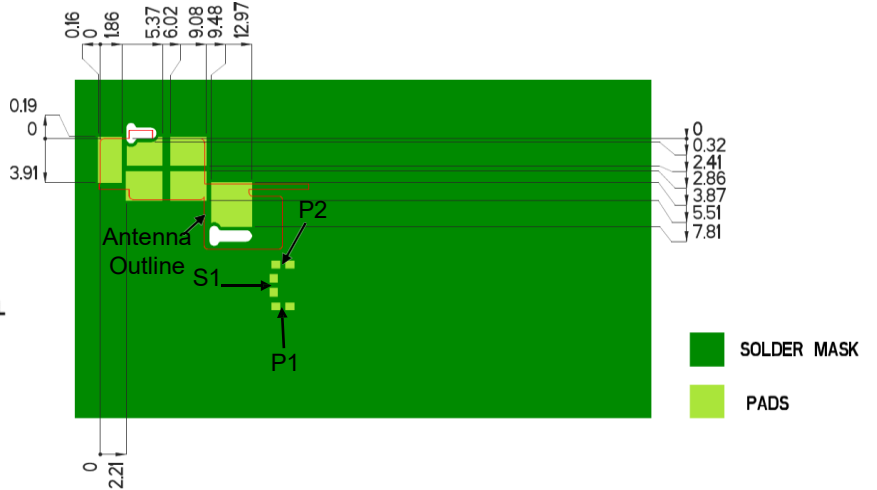 0.16
0
1.86
5.37
6.02
9.08
9.48
12.97
0.19
0
3.91
0
0.32
2.41
2.86
3.87
5.51
7.81
Antenna
Outline
P2
S1
P1
SOLDER MASK
PADS
0
2.21